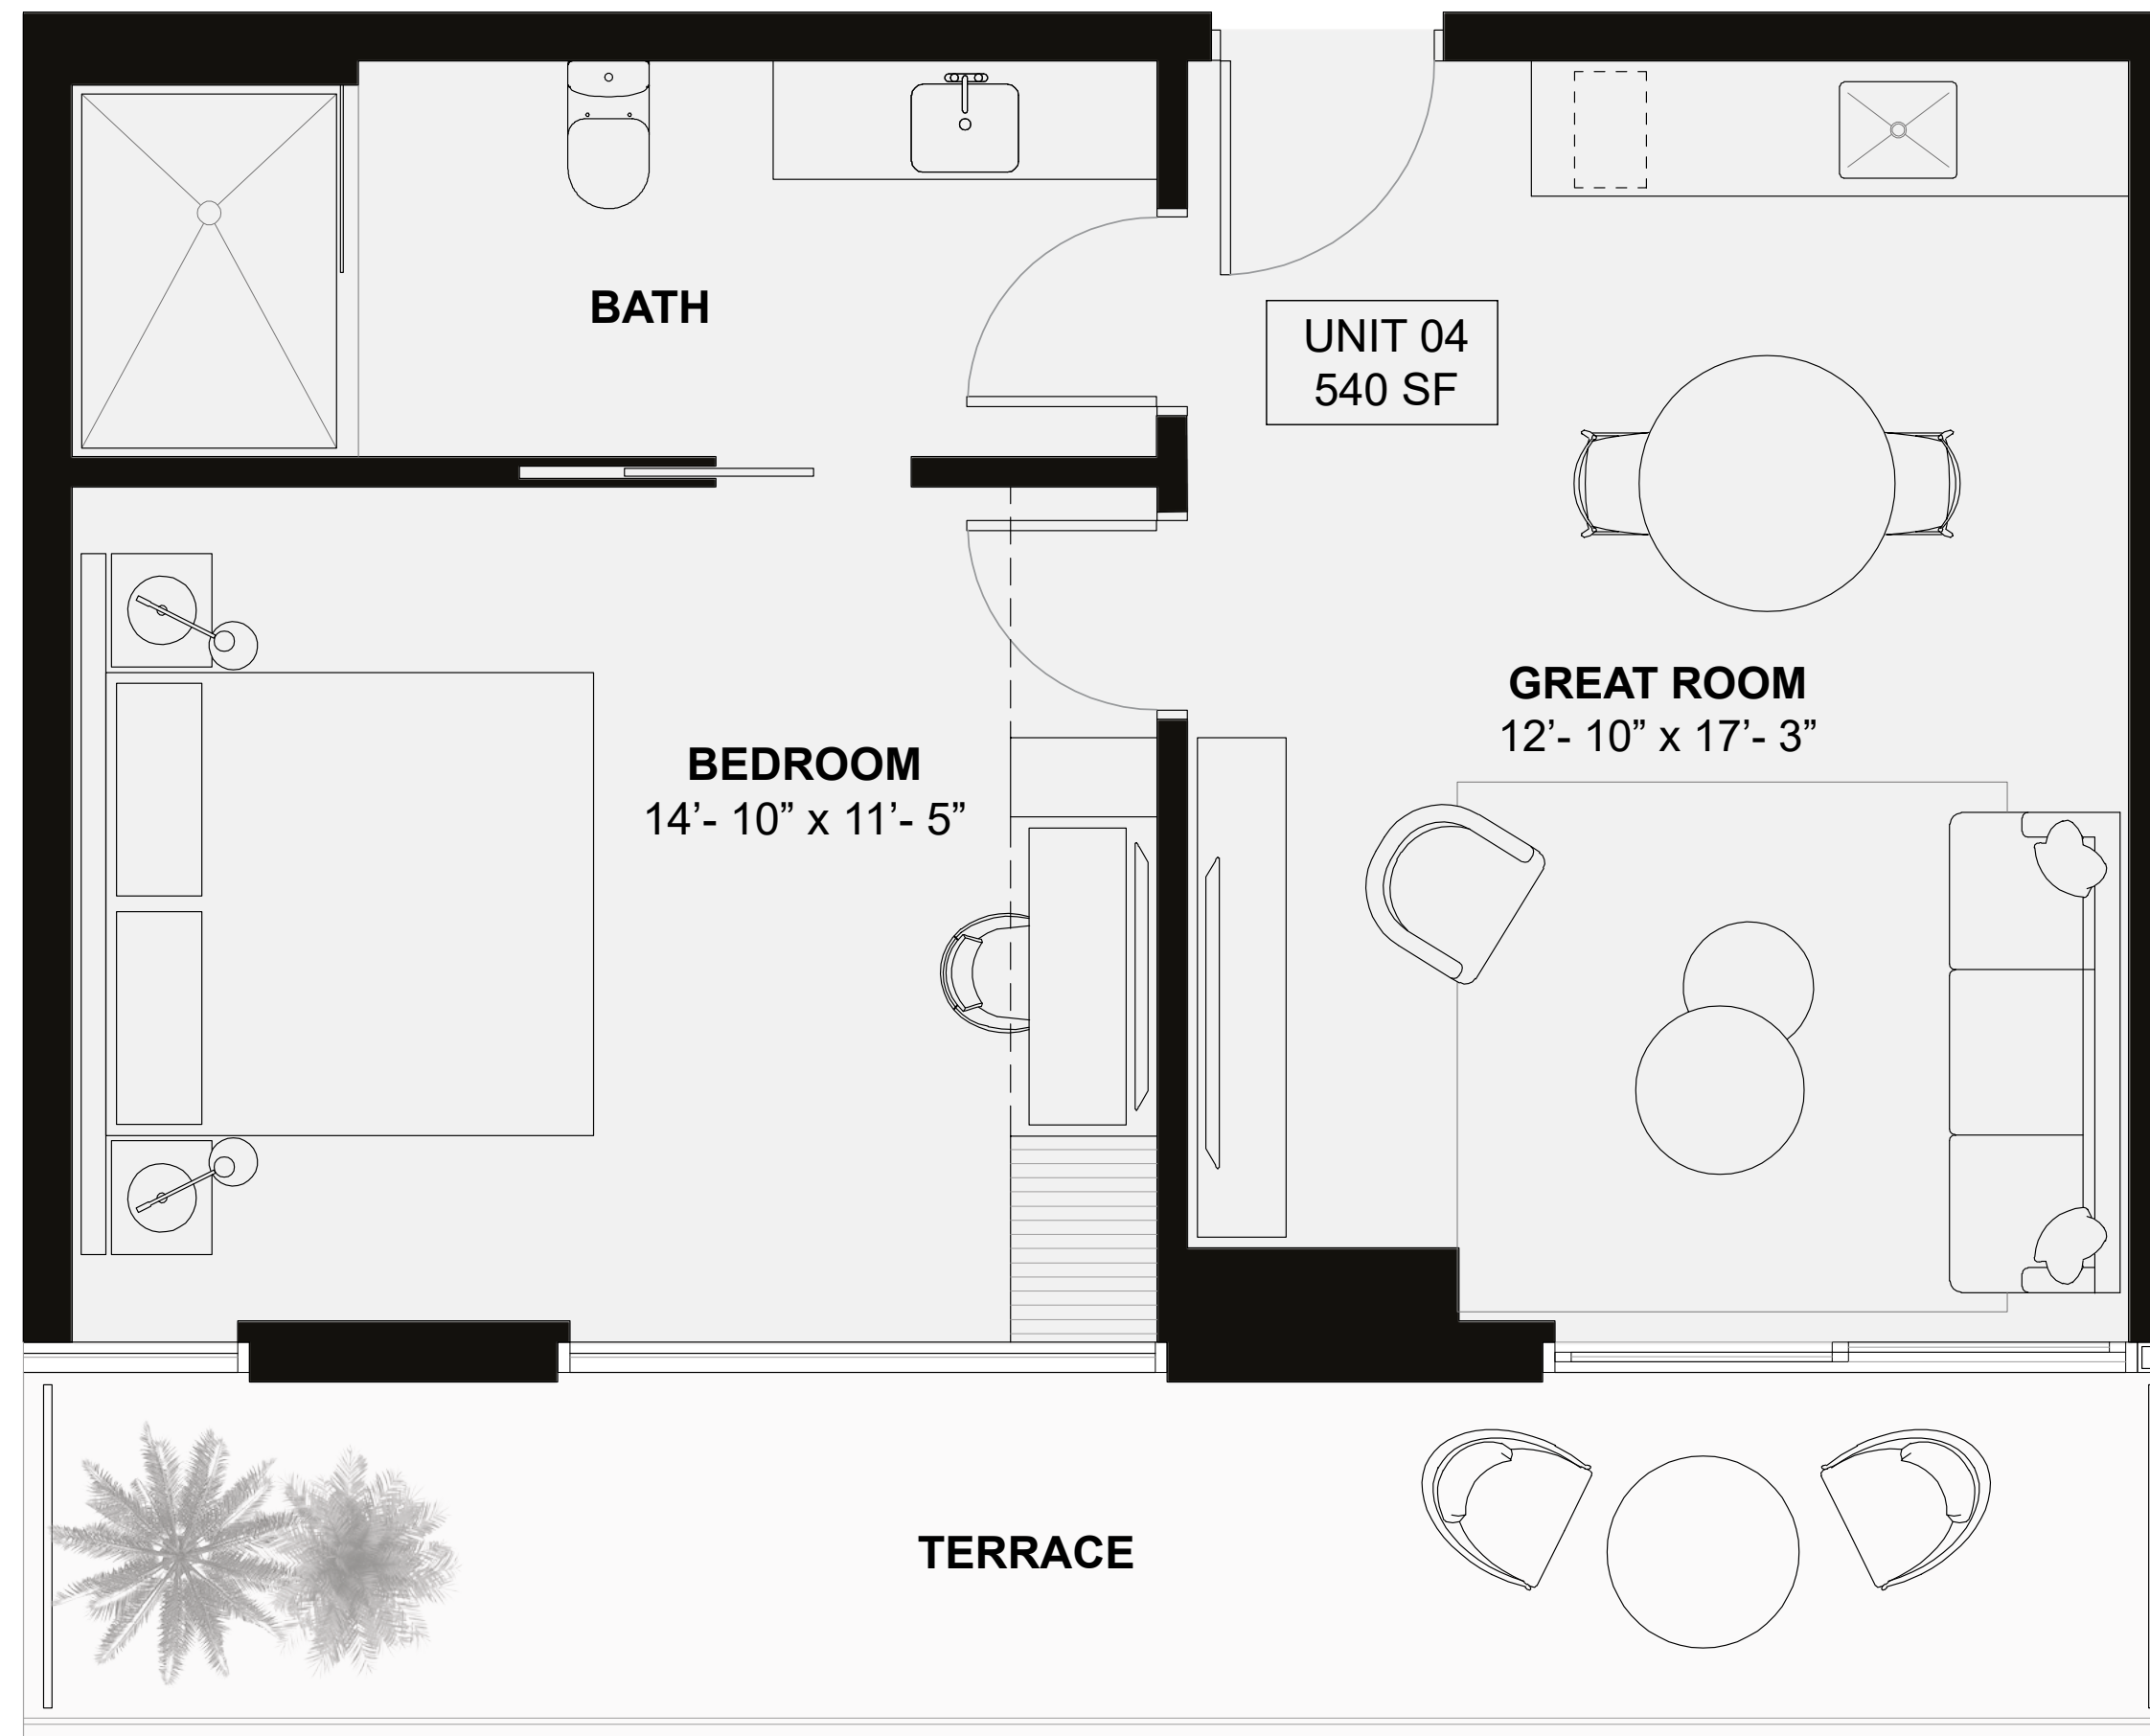 BATH
UNIT 04
540 SF
GREAT ROOM
12’- 10” x 17’- 3”
BEDROOM
14’- 10” x 11’- 5”
TERRACE